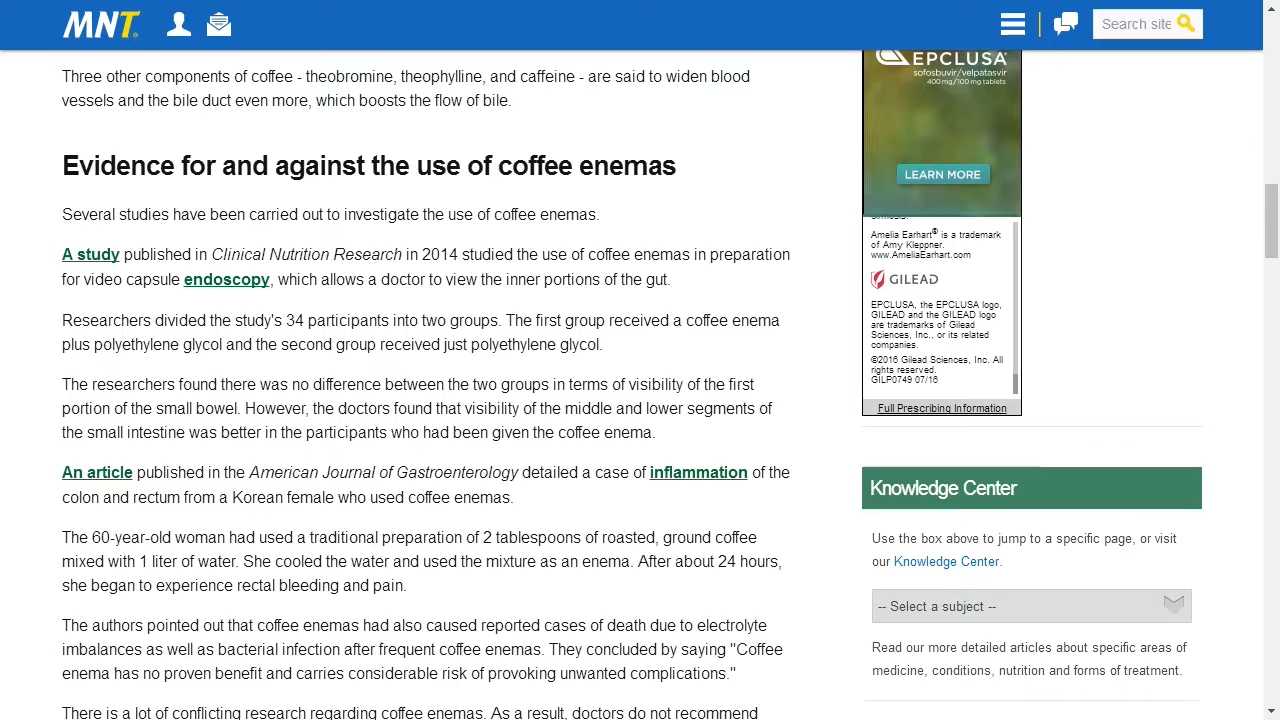 MNT
Search site
Three other components of coffee - theobromine, theophylline, and caffeine - are said to widen blood
vessels and the bile duct even more, which boosts the flow of bile.
Evidence for and against the use of coffee enemas
Several studies have been carried out to investigate the use of coffee enemas.
A study published in Clinical Nutrition Research in 2014 studied the use of coffee enemas in preparation
for video capsule endoscopy, which allows a doctor to view the inner portions of the gut.
Researchers divided the study's 34 participants into two groups. The first group received a coffee enema
plus polyethylene glycol and the second group received just polyethylene glycol.
The researchers found there was no difference between the two groups in terms of visibility of the first
portion of the small bowel. However, the doctors found that visibility of the middle and lower segments of
the small intestine was better in the participants who had been given the coffee enema.
An article published in the American Journal of Gastroenterology detailed a case of inflammation of the
colon and rectum from a Korean female who used coffee enemas.
The 60-year-old woman had used a traditional preparation of 2 tablespoons of roasted, ground coffee
mixed with 1 liter of water. She cooled the water and used the mixture as an enema. After about 24 hours,
she began to experience rectal bleeding and pain.
The authors pointed out that coffee enemas had also caused reported cases of death due to electrolyte
imbalances as well as bacterial infection after frequent coffee enemas. They concluded by saying "Coffee
enema has no proven benefit and carries considerable risk of provoking unwanted complications."
There is a lot of conflicting research regarding coffee enemas. As a result, doctors do not recommend
EPCLUSA
sofosbuvir/velpatasvir
400 mg/100 mg tablets
LEARN MORE
Amelia Earhart® is a trademark
of Amy Kleppner.
www.AmeliaEarhart.com
GILEAD
EPCLUSA, the EPCLUSA logo,
GILEAD and the GILEAD logo
are trademarks of Gilead
Sciences, Inc., or its related
companies.
©2016 Gilead Sciences, Inc. All
rights reserved.
GILP0749 07/16
Full Prescribing Information
Knowledge Center
Use the box above to jump to a specific page, or visit
our Knowledge Center.
-- Select a subject --
Read our more detailed articles about specific areas of
medicine, conditions, nutrition and forms of treatment.